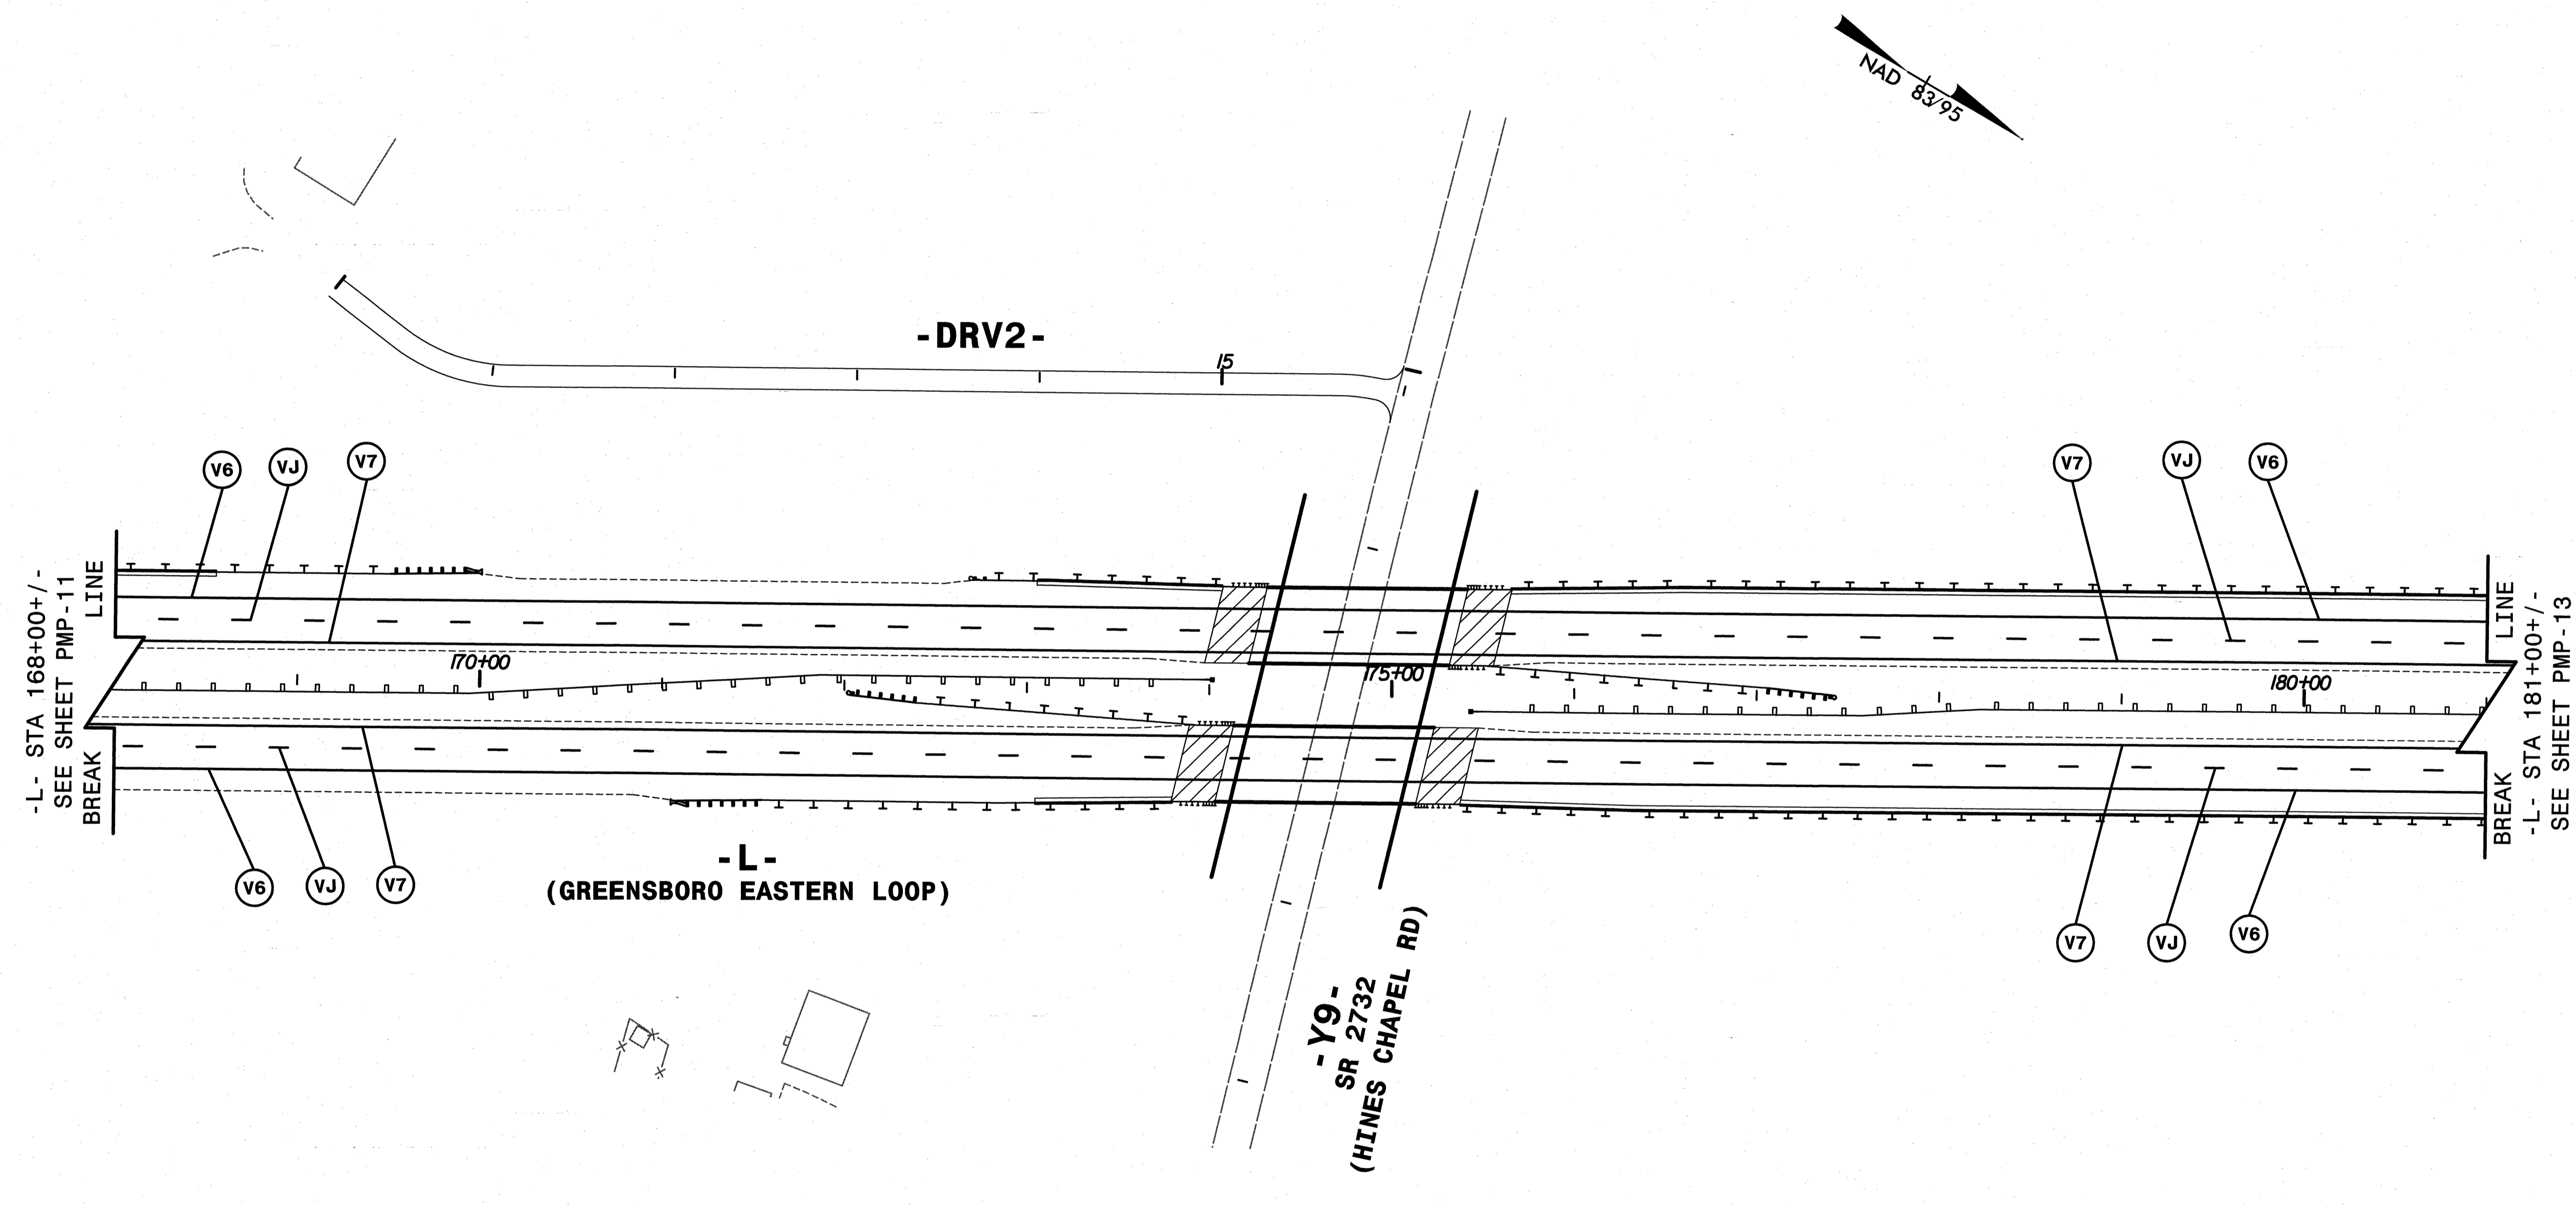 NAD 83/95
-DRV2-
15
V6
VJ
V7
V7
VJ
V6
-L- STA 168+00+/-
SEE SHEET PMP-11
BREAK LINE
170+00
175+00
180+00
BREAK LINE
-L- STA 181+00+/-
SEE SHEET PMP-13
V6
VJ
V7
V7
VJ
V6
-L-
(GREENSBORO EASTERN LOOP)
-Y9-
SR 2732
(HINES CHAPEL RD)